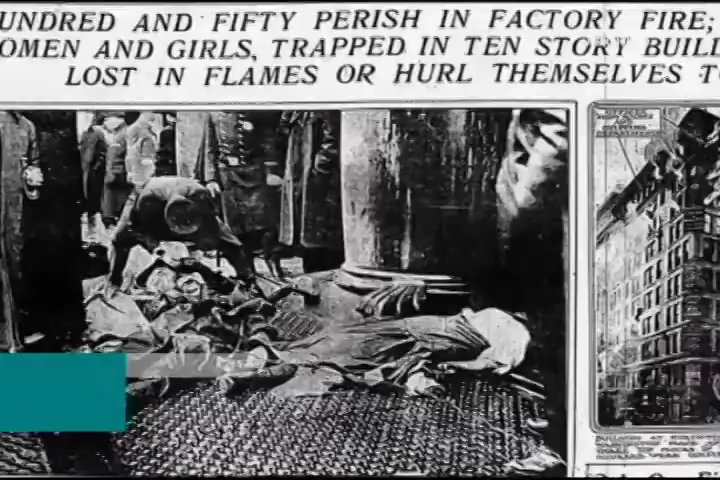 UNDRED AND FIFTY PERISH IN FACTORY FIRE;
OMEN AND GIRLS, TRAPPED IN TEN STORY BUIL
LOST IN FLAMES OR HURL THEMSELVES T